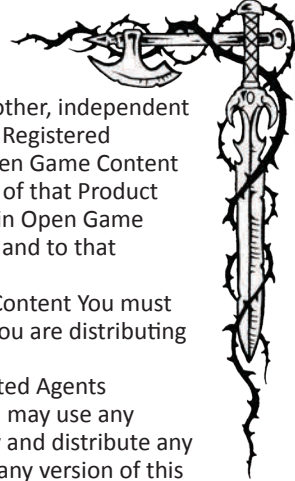 other, independent
Registered
en Game Content
of that Product
in Open Game
and to that
Content You must
ou are distributing
ted Agents
may use any
and distribute any
any version of this